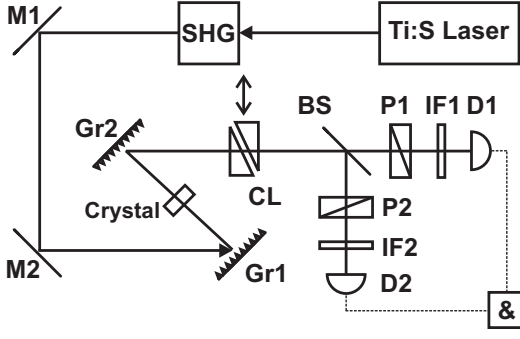 M1
SHG
Ti:S Laser
BS
P1
IF1
D1
Gr2
CL
Crystal
P2
IF2
M2
Gr1
D2
&